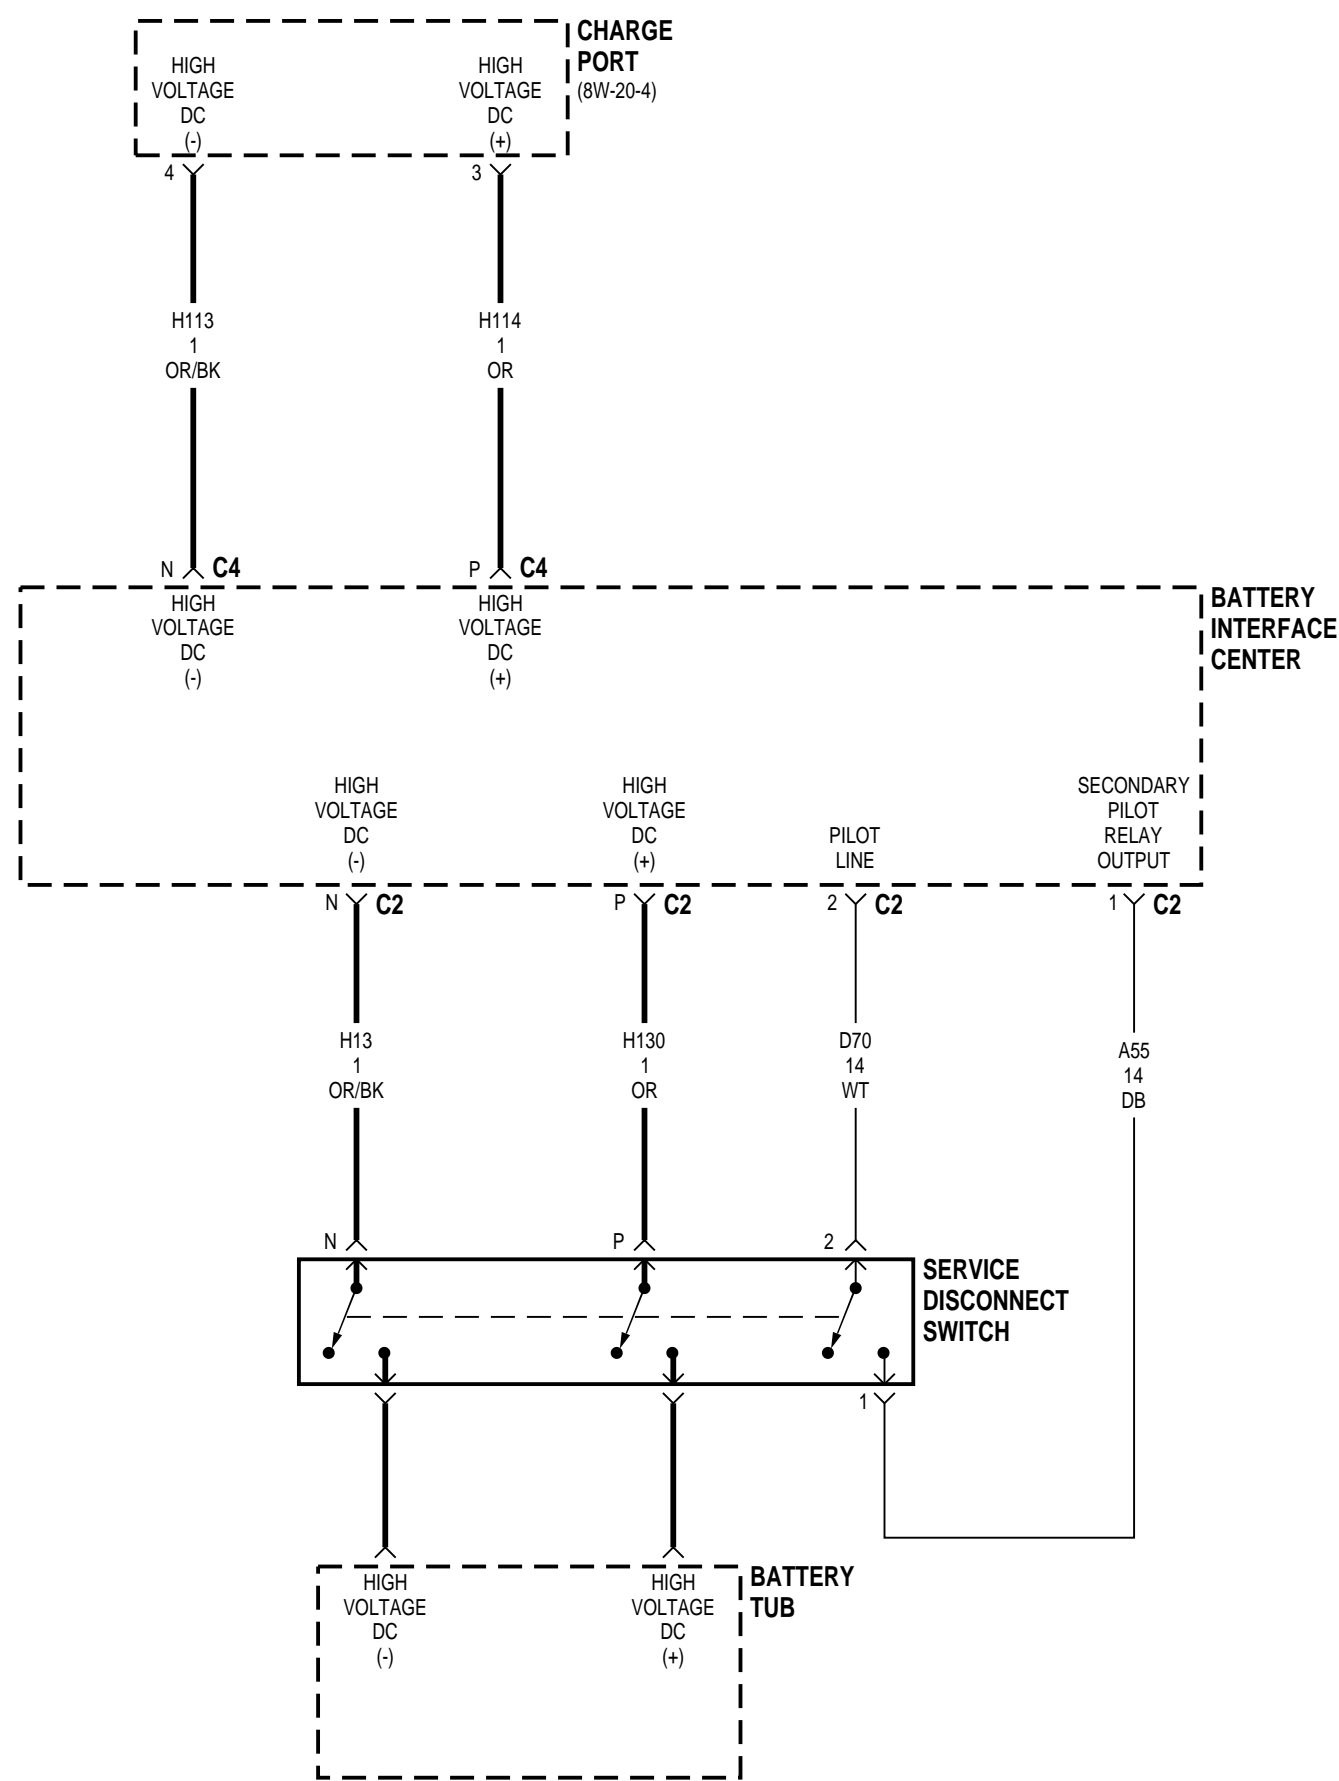 CHARGE
PORT
(8W-20-4)
HIGH
VOLTAGE
DC
(-)
HIGH
VOLTAGE
DC
(+)
4
3
H113
1
OR/BK
H114
1
OR
N
C4
P
C4
BATTERY
INTERFACE
CENTER
HIGH
VOLTAGE
DC
(-)
HIGH
VOLTAGE
DC
(+)
HIGH
VOLTAGE
DC
(-)
HIGH
VOLTAGE
DC
(+)
PILOT
LINE
SECONDARY
PILOT
RELAY
OUTPUT
N
C2
P
C2
2
C2
1
C2
H13
1
OR/BK
H130
1
OR
D70
14
WT
A55
14
DB
N
P
2
SERVICE
DISCONNECT
SWITCH
1
BATTERY
TUB
HIGH
VOLTAGE
DC
(-)
HIGH
VOLTAGE
DC
(+)